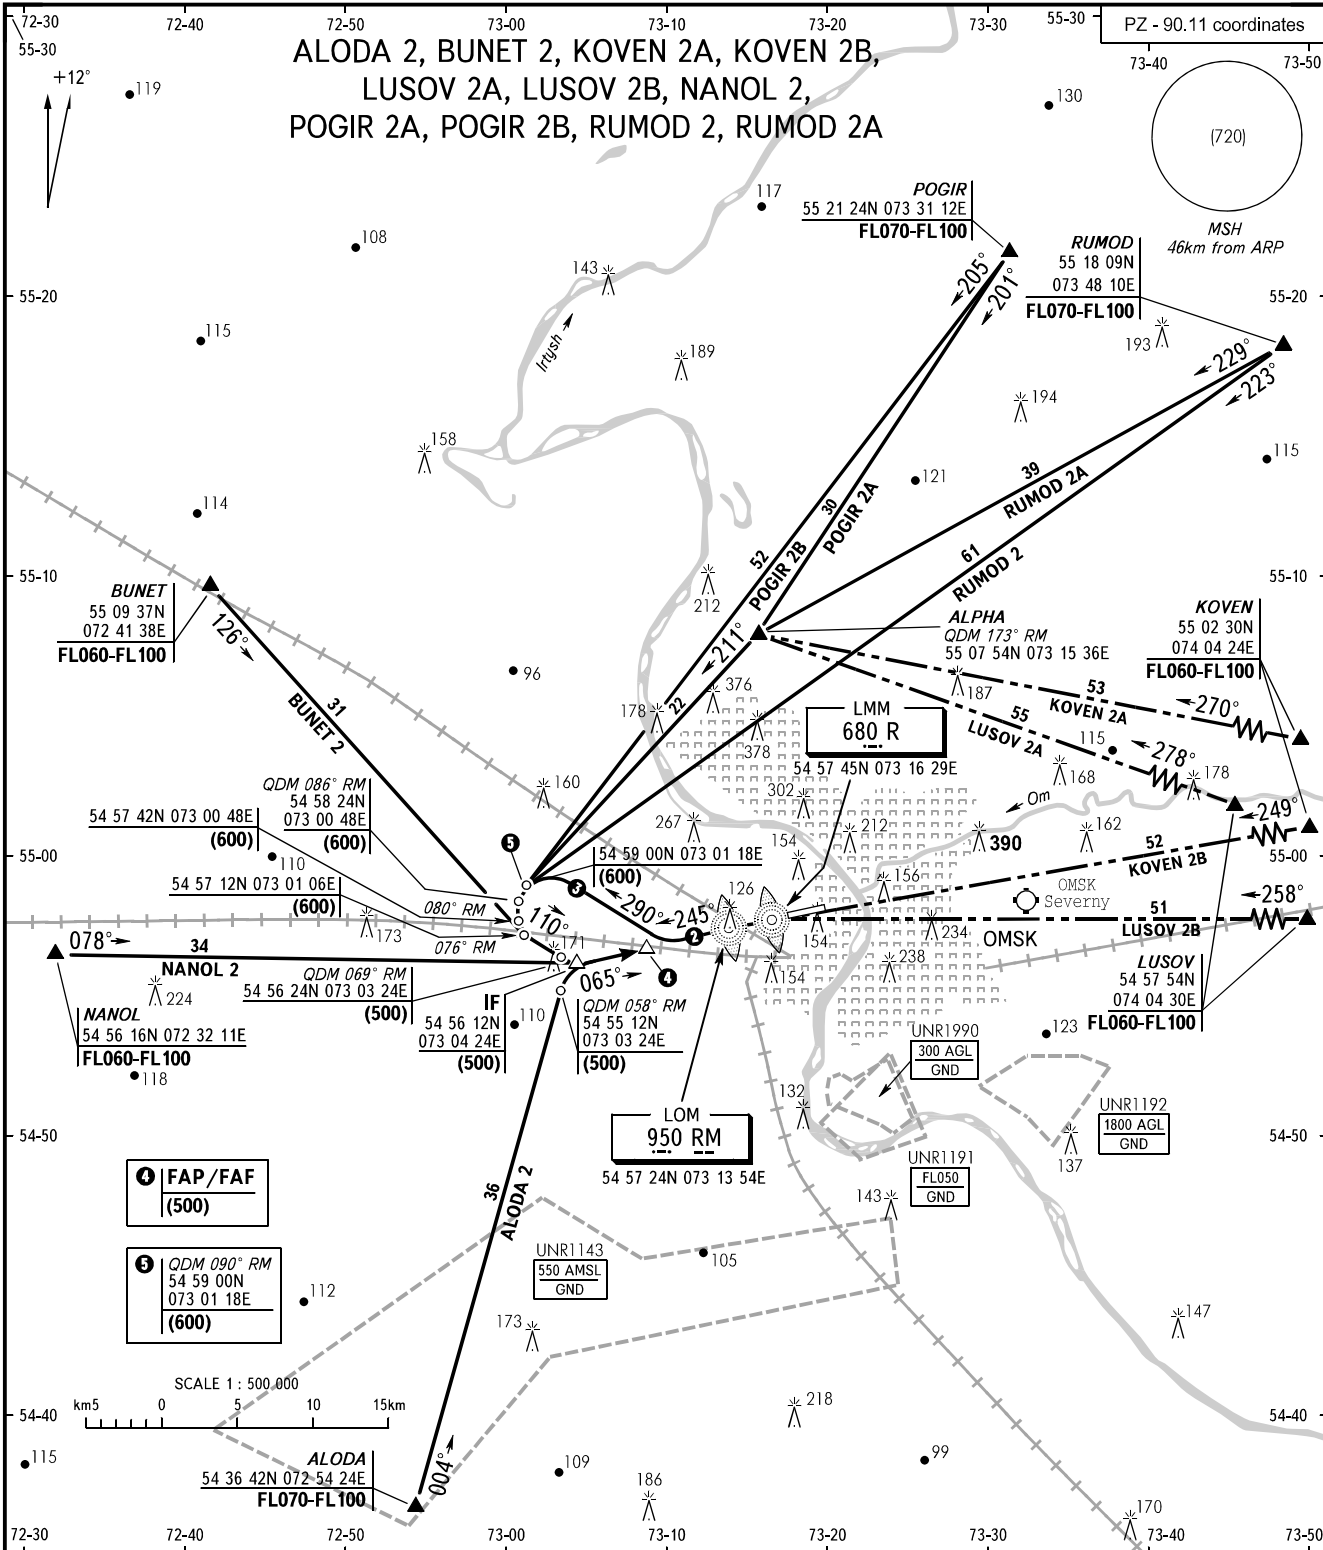 72-30
72-40
72-50
73-00
73-10
73-20
73-30
55-30
PZ - 90.11 coordinates
73-40
73-50
55-30
ALODA 2, BUNET 2, KOVEN 2A, KOVEN 2B,
LUSOV 2A, LUSOV 2B, NANOL 2,
POGIR 2A, POGIR 2B, RUMOD 2, RUMOD 2A
+12°
119
130
(720)
MSH
46km from ARP
117
POGIR
55 21 24N 073 31 12E
FL070-FL100
RUMOD
55 18 09N
073 48 10E
FL070-FL100
108
143
205°
201°
55-20
55-20
Irtysh
115
189
193
229°
223°
194
158
115
121
39
RUMOD 2A
30
POGIR 2A
114
52
POGIR 2B
61
RUMOD 2
55-10
55-10
BUNET
55 09 37N
072 41 38E
FL060-FL100
126°
212
ALPHA
QDM 173° RM
55 07 54N 073 15 36E
KOVEN
55 02 30N
074 04 24E
FL060-FL100
211°
96
376
187
53
KOVEN 2A
270°
31
BUNET 2
178
22
378
LMM
680 R
54 57 45N 073 16 29E
55
LUSOV 2A
115
278°
168
178
QDM 086° RM
54 58 24N
073 00 48E
(600)
160
302
Om
249°
54 57 42N 073 00 48E
(600)
267
212
390
162
52
KOVEN 2B
55-00
55-00
5
110
54 59 00N 073 01 18E
(600)
154
54 57 12N 073 01 06E
(600)
3
126
156
OMSK
Severny
080° RM
290°
245°
258°
110°
2
173
076° RM
171
154
234
OMSK
51
LUSOV 2B
078°
34
NANOL 2
QDM 069° RM
54 56 24N 073 03 24E
(500)
065°
4
154
238
LUSOV
54 57 54N
074 04 30E
FL060-FL100
224
NANOL
54 56 16N 072 32 11E
FL060-FL100
IF
54 56 12N
073 04 24E
(500)
110
QDM 058° RM
54 55 12N
073 03 24E
(500)
118
UNR1990
300 AGL
GND
123
132
LOM
950 RM
54 57 24N 073 13 54E
UNR1192
1800 AGL
GND
54-50
54-50
137
UNR1191
FL050
GND
4 FAP/FAF
(500)
36
ALODA 2
143
5 QDM 090° RM
54 59 00N
073 01 18E
(600)
UNR1143
550 AMSL
GND
105
112
173
147
SCALE 1 : 500 000
km5
0
5
10
15km
218
54-40
54-40
115
ALODA
54 36 42N 072 54 24E
FL070-FL100
004°
109
99
186
170
72-30
72-40
72-50
73-00
73-10
73-20
73-30
73-40
73-50